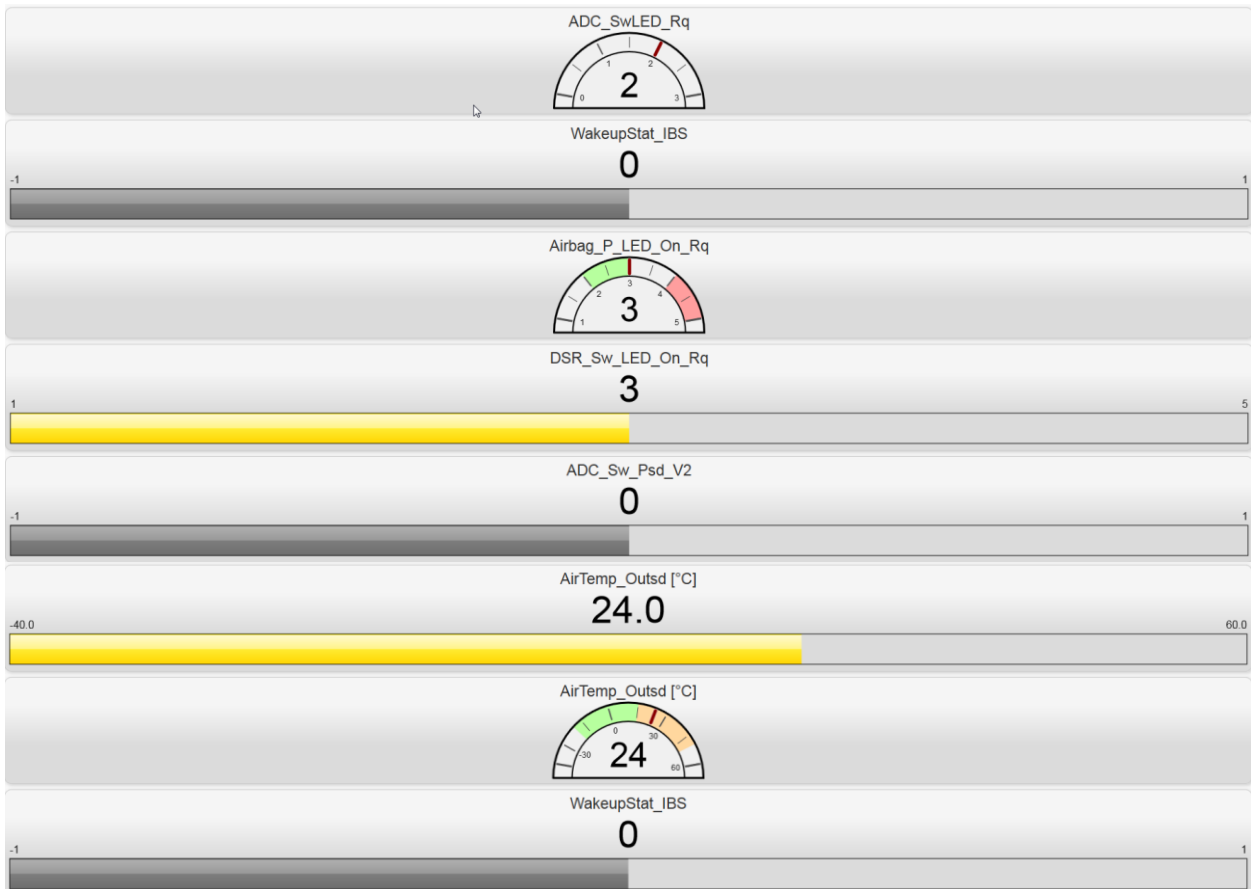 ADC_SwLED_Rq
0 1 2 3
2
WakeupStat_IBS
0
-1 1
Airbag_P_LED_On_Rq
1 2 3 4 5
3
DSR_Sw_LED_On_Rq
3
1 5
ADC_Sw_Psd_V2
0
-1 1
AirTemp_Outsd [°C]
24.0
-40.0 60.0
AirTemp_Outsd [°C]
-30 0 30 60
24
WakeupStat_IBS
0
-1 1